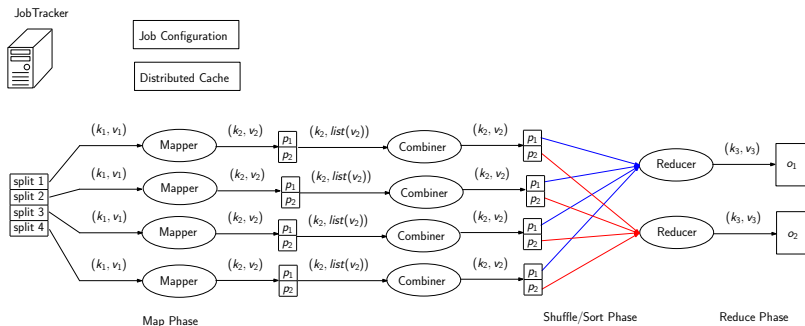 JobTracker
Job Configuration
Distributed Cache
(k₁, v₁) (k₂, v₂) (k₂, list(v₂)) (k₂, v₂)
split 1 Mapper p₁ p₂ Combiner p₁ p₂
(k₁, v₁) (k₂, v₂) (k₂, list(v₂)) (k₂, v₂)
split 2 Mapper p₁ p₂ Combiner p₁ p₂
(k₁, v₁) (k₂, v₂) (k₂, list(v₂)) (k₂, v₂)
split 3 Mapper p₁ p₂ Combiner p₁ p₂
(k₁, v₁) (k₂, v₂) (k₂, list(v₂)) (k₂, v₂)
split 4 Mapper p₁ p₂ Combiner p₁ p₂
Reducer (k₃, v₃) o₁
Reducer (k₃, v₃) o₂
Map Phase Shuffle/Sort Phase Reduce Phase